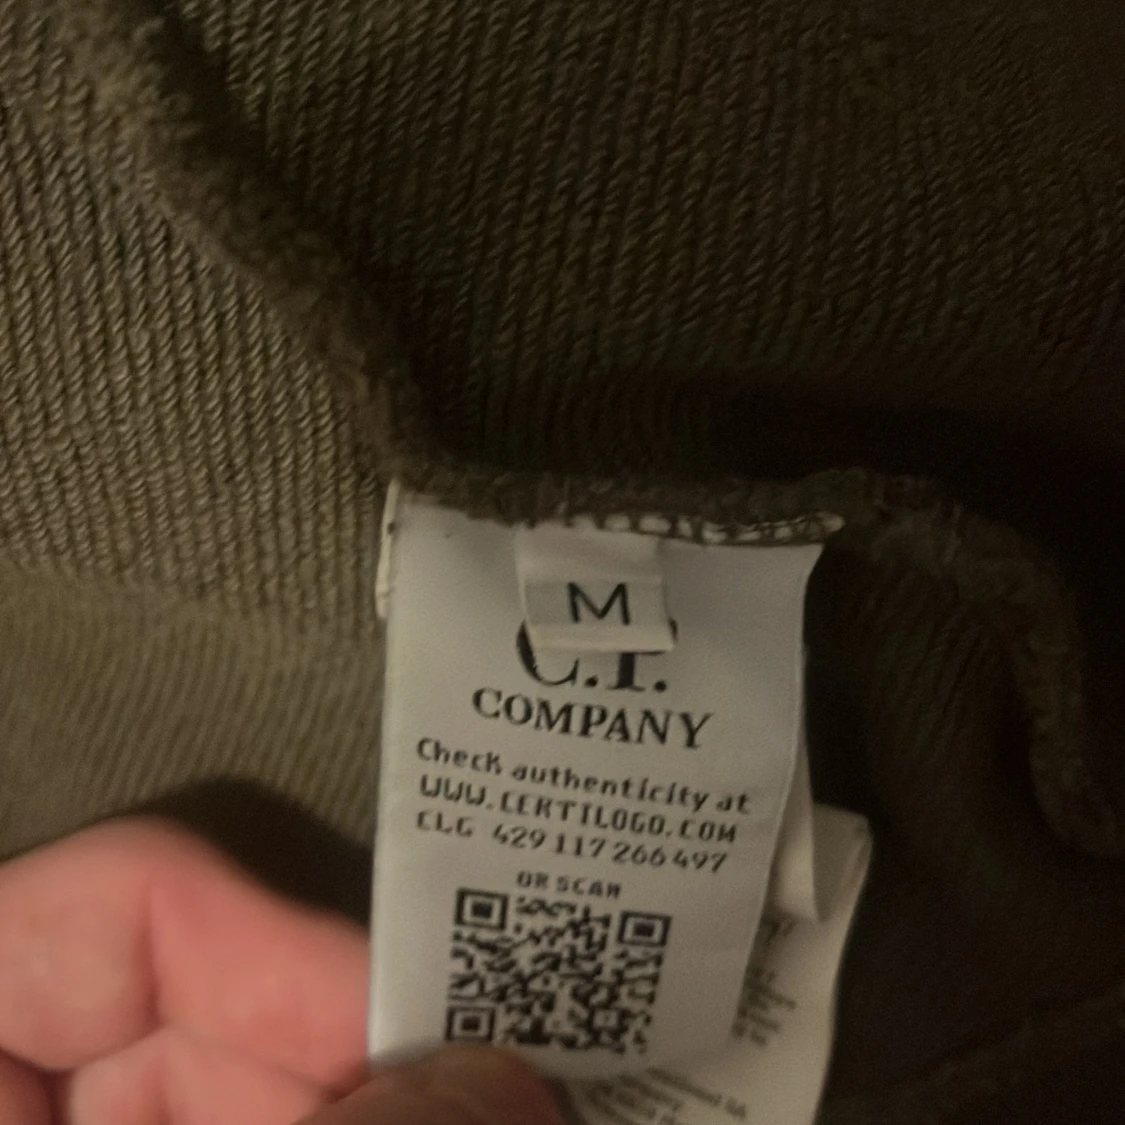 M
C.P.
COMPANY
Check authenticity at
WWW.CERTILOGO.COM
CLG 429 117 266 497
OR SCAN